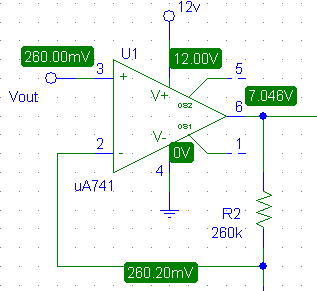 12v
260.00mV
U1
12.00V
5
3
+
7.046V
Vout
V+
OS2
6
OS1
2
-
V-
0V
1
4
uA741
R2
260k
260.20mV